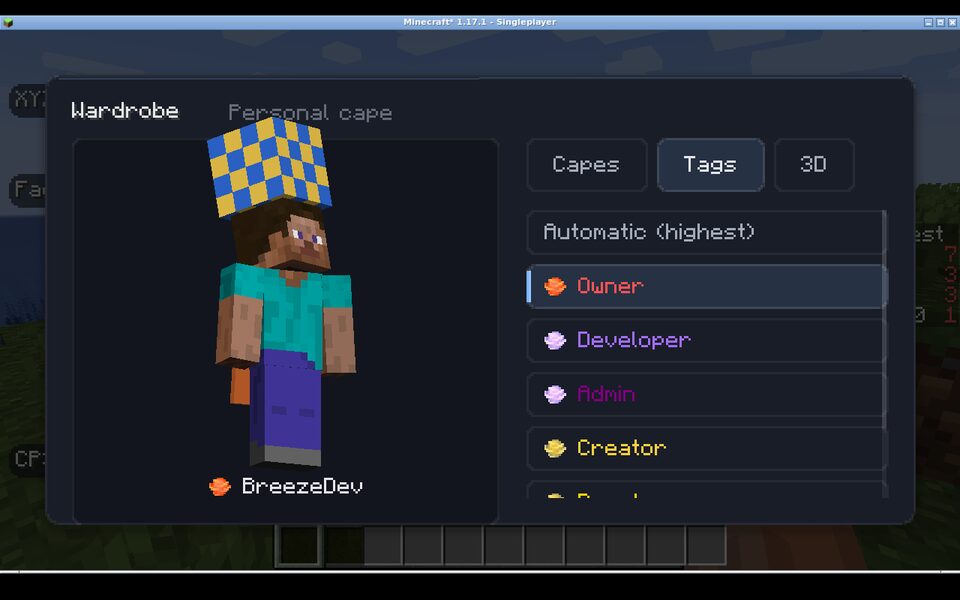 Minecraft* 1.17.1 - Singleplayer
Wardrobe
Personal cape
Capes
Tags
3D
Automatic (highest)
Owner
Developer
Admin
Creator
BreezeDev